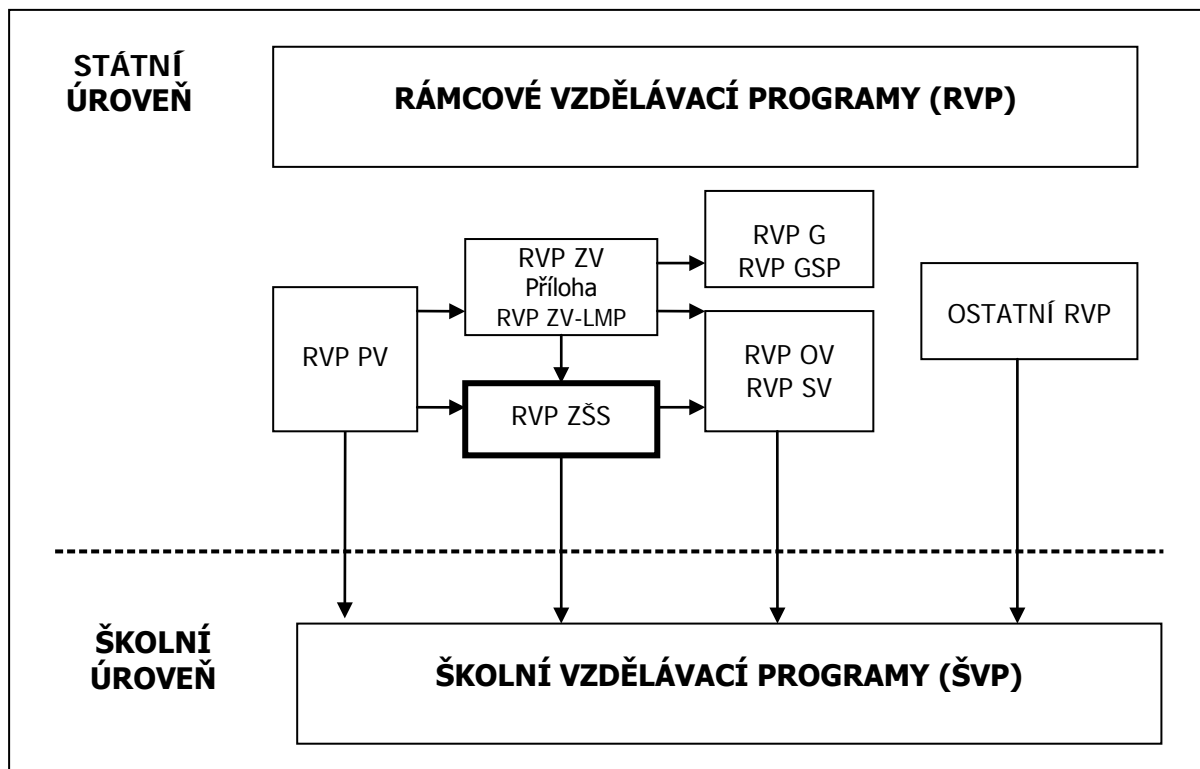 STÁTNÍ
ÚROVEŇ
RÁMCOVÉ VZDĚLÁVACÍ PROGRAMY (RVP)
RVP PV
RVP ZV
Příloha
RVP ZV-LMP
RVP ZŠS
RVP G
RVP GSP
RVP OV
RVP SV
OSTATNÍ RVP
ŠKOLNÍ
ÚROVEŇ
ŠKOLNÍ VZDĚLÁVACÍ PROGRAMY (ŠVP)